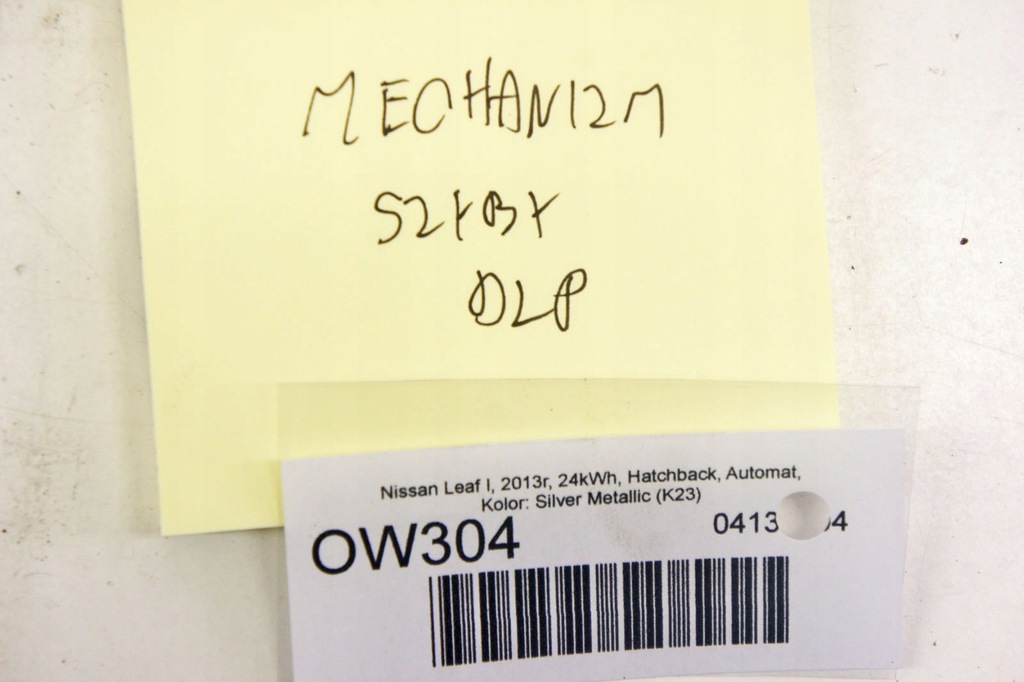 MECHANIZM
SZYBY
DLP
Nissan Leaf I, 2013r, 24kWh, Hatchback, Automat,
Kolor: Silver Metallic (K23)
OW304